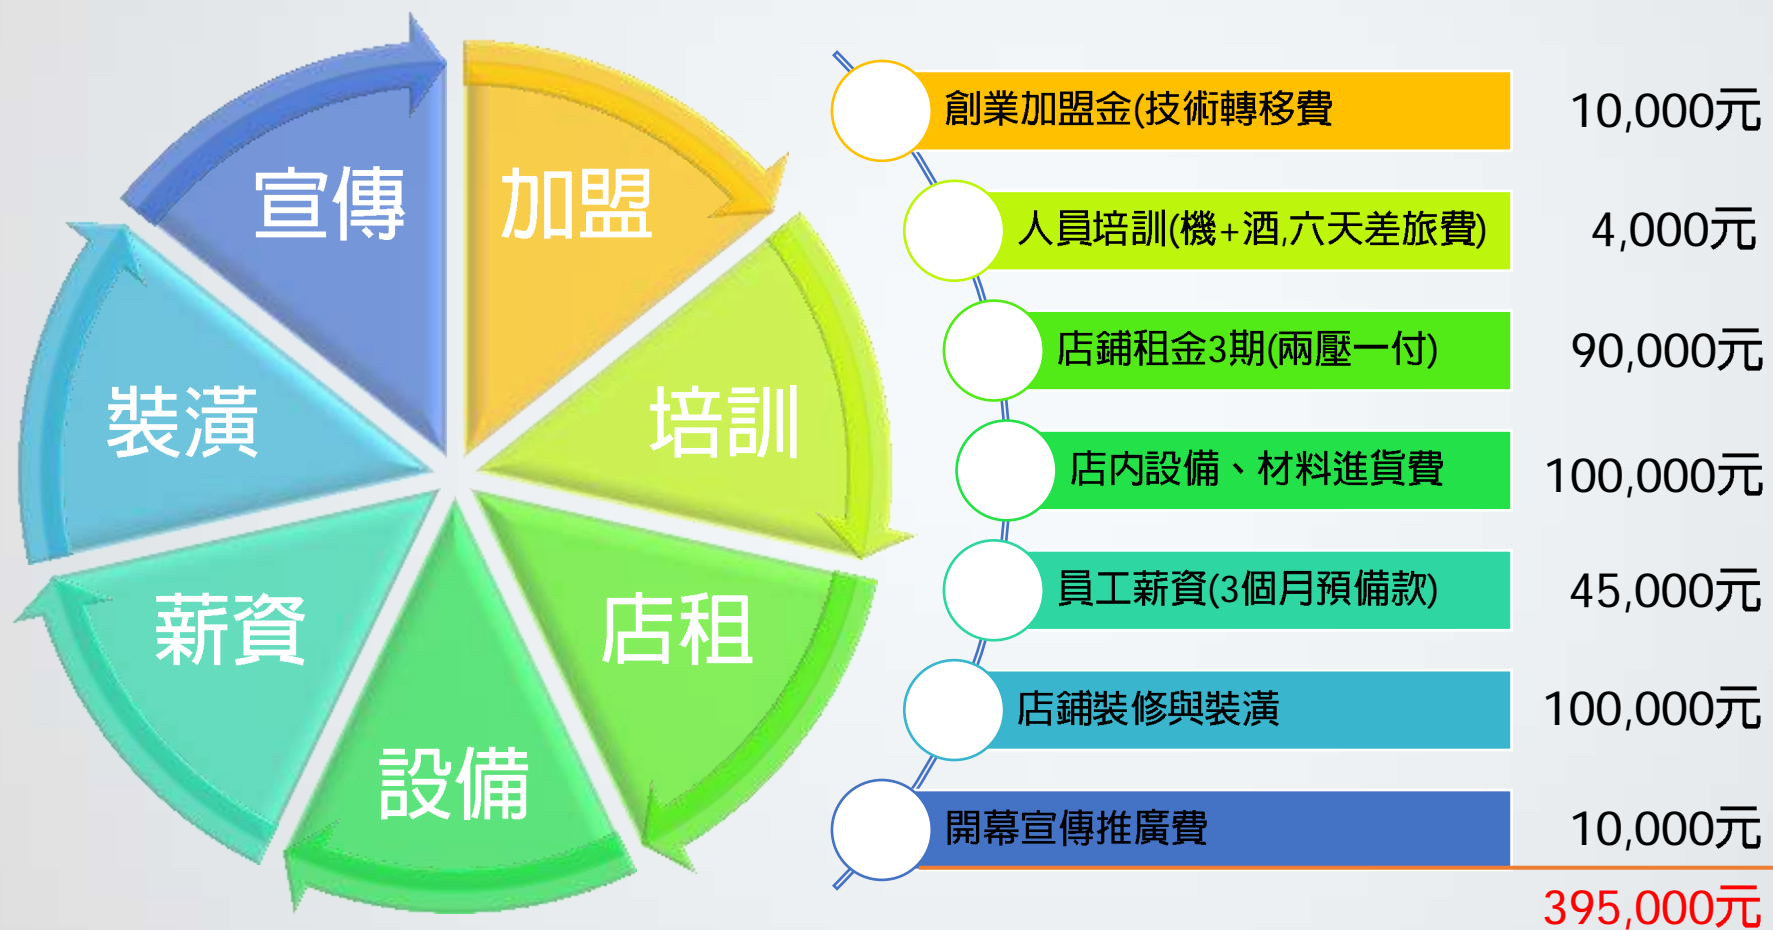 宣傳
加盟
裝潢
培訓
薪資
店租
設備
創業加盟金(技術轉移費 10,000元
人員培訓(機+酒,六天差旅費) 4,000元
店鋪租金3期(兩壓一付) 90,000元
店內設備、材料進貨費 100,000元
員工薪資(3個月預備款) 45,000元
店鋪裝修與裝潢 100,000元
開幕宣傳推廣費 10,000元
395,000元